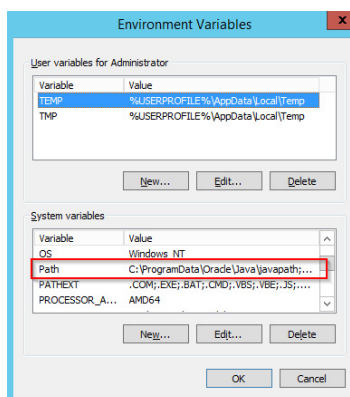 Environment Variables
x
User variables for Administrator
Variable Value
TEMP %USERPROFILE%\AppData\Local\Temp
TMP %USERPROFILE%\AppData\Local\Temp
New... Edit... Delete
System variables
Variable Value
OS Windows_NT
Path C:\ProgramData\Oracle\Java\javapath;...
PATHEXT .COM;.EXE;.BAT;.CMD;.VBS;.VBE;.JS;....
PROCESSOR_A... AMD64
New... Edit... Delete
OK Cancel